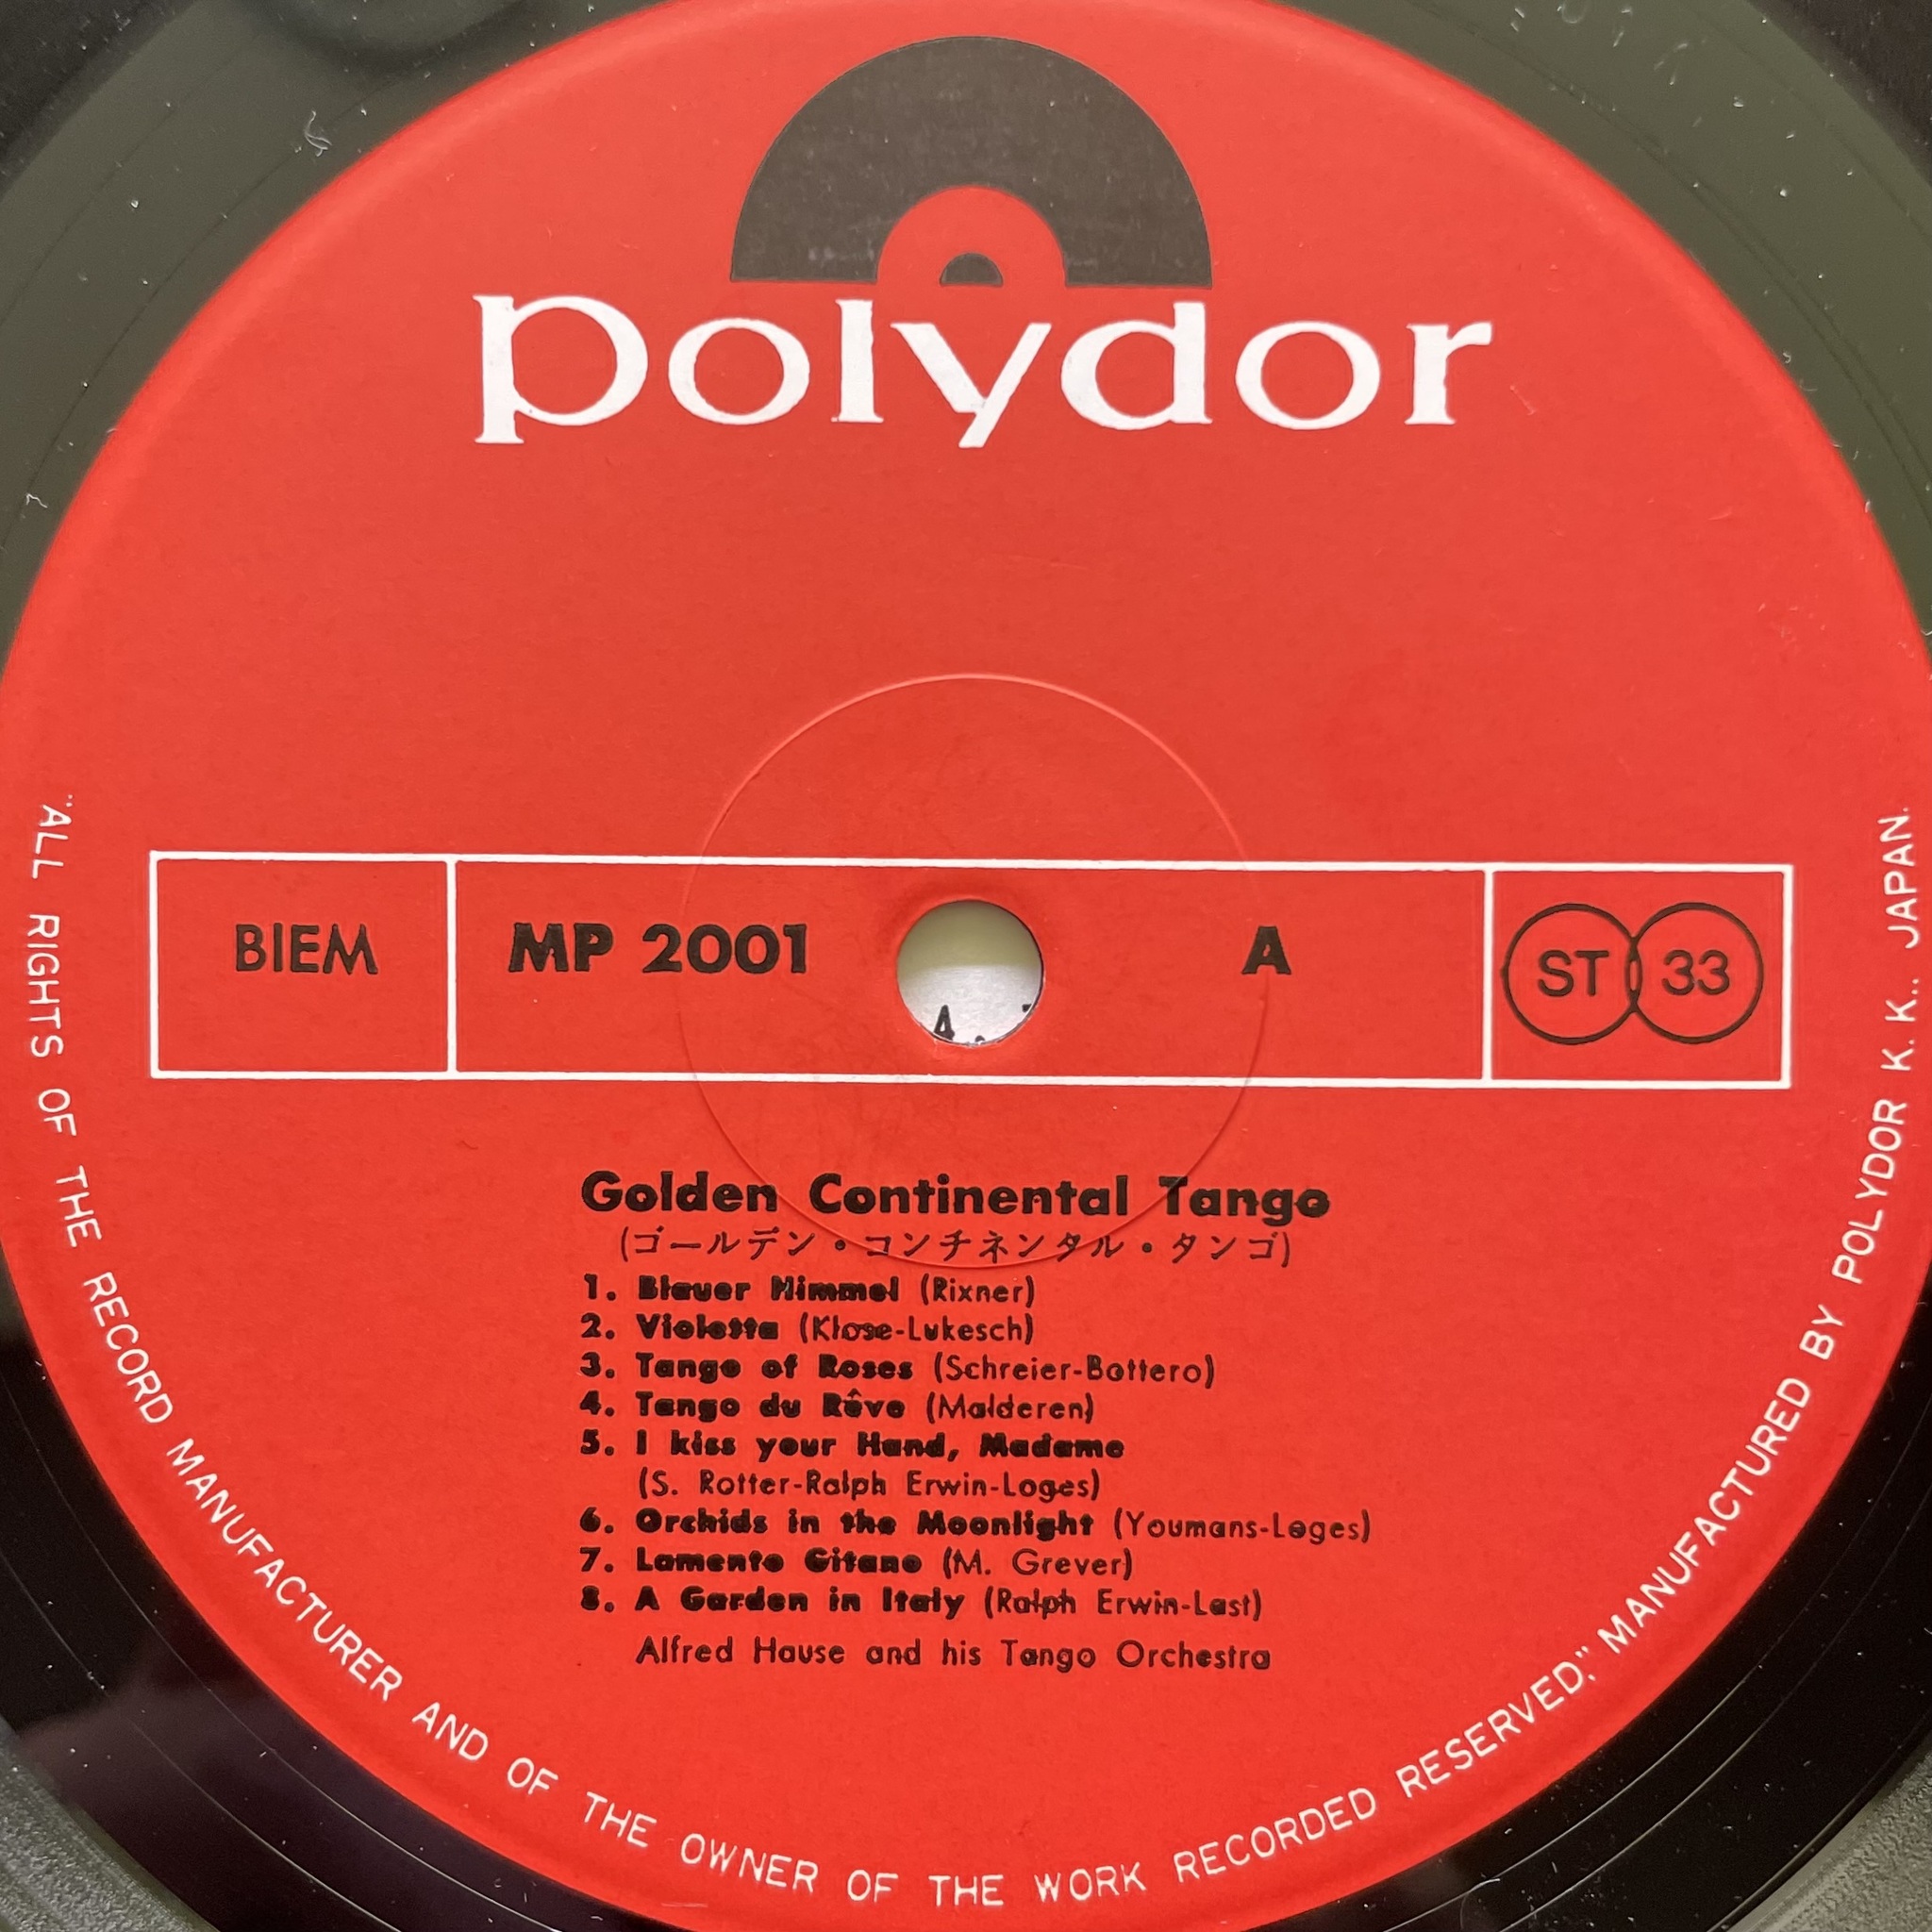 polydor
BIEM
MP 2001
A
ST 33
Golden Continental Tango
(ゴールデン・コンチネンタル・タンゴ)
1. Blauer Himmel (Rixner)
2. Violetta (Klose-Lukesch)
3. Tango of Roses (Schreier-Bottero)
4. Tango du Rêve (Malderen)
5. I kiss your Hand, Madame
(S. Rotter-Ralph Erwin-Loges)
6. Orchids in the Moonlight (Youmans-Loges)
7. Lamento Gitano (M. Grever)
8. A Garden in Italy (Ralph Erwin-Last)
Alfred Hause and his Tango Orchestra
"ALL RIGHTS OF THE RECORD MANUFACTURER AND OF THE OWNER OF THE WORK RECORDED RESERVED," MANUFACTURED BY POLYDOR K. K., JAPAN.